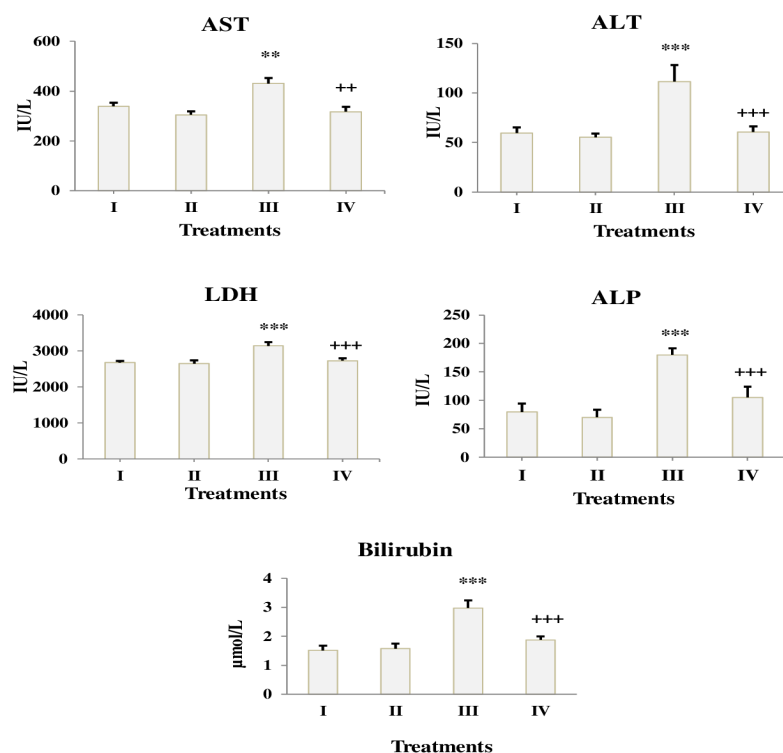 AST
600
400
200
0
IU/L
**
++
I II III IV
Treatments
ALT
150
100
50
0
IU/L
***
+++
I II III IV
Treatments
LDH
4000
3000
2000
1000
0
IU/L
***
+++
I II III IV
Treatments
ALP
250
200
150
100
50
0
IU/L
***
+++
I II III IV
Treatments
Bilirubin
4
3
2
1
0
µmol/L
***
+++
I II III IV
Treatments